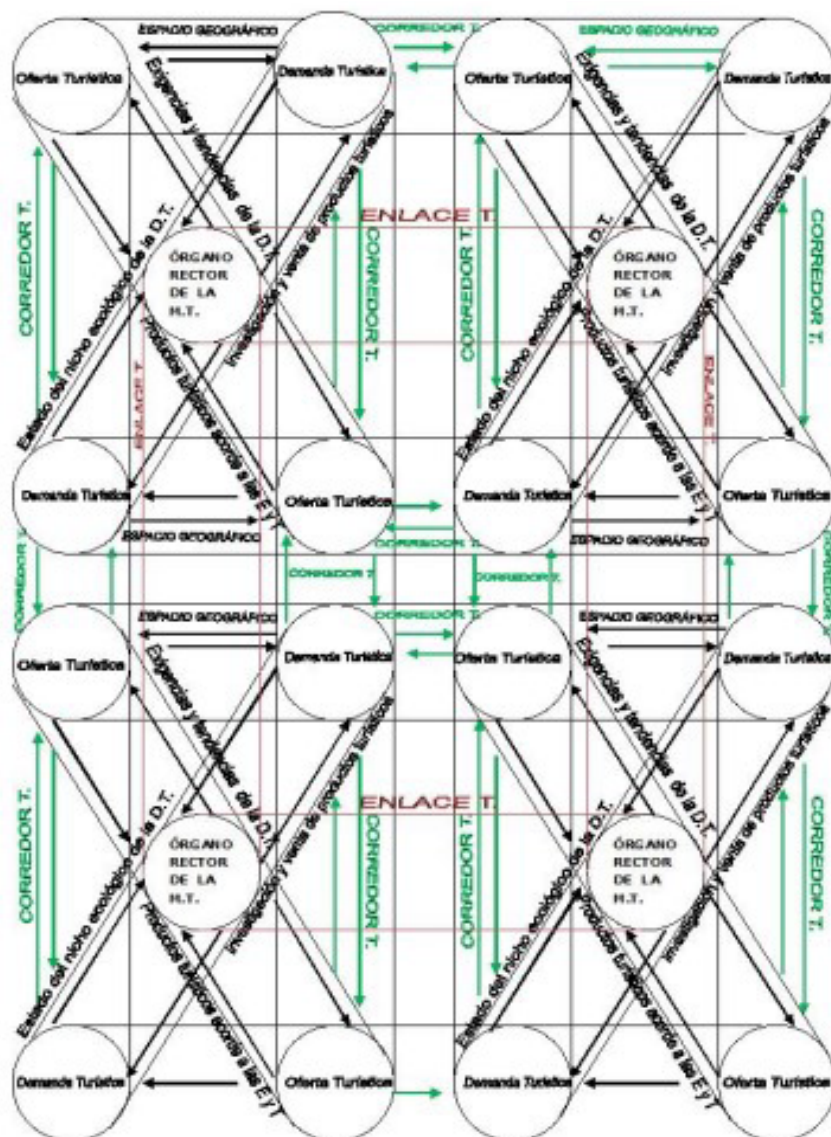 ESPACIO GEOGRÁFICO
CORREDOR T.
ESPACIO GEOGRÁFICO
Oferta Turística
Demanda Turística
Oferta Turística
Demanda Turística
Exigencias y tendencias de la D.T.
Exigencias y tendencias de la D.T.
CORREDOR T.
Estado del nicho ecológico de la D.T.
ENLACE T.
Investigación y venta de productos turísticos
CORREDOR T.
CORREDOR T.
Estado del nicho ecológico de la D.T.
Investigación y venta de productos turísticos
CORREDOR T.
ÓRGANO
RECTOR
DE LA
H.T.
ÓRGANO
RECTOR
DE LA
H.T.
ENLACE T.
Productos turísticos acorde a las E y T
Productos turísticos acorde a las E y T
ENLACE T.
Demanda Turística
Oferta Turística
Demanda Turística
Oferta Turística
ESPACIO GEOGRÁFICO
CORREDOR T.
ESPACIO GEOGRÁFICO
CORREDOR T.
CORREDOR T.
CORREDOR T.
CORREDOR T.
ESPACIO GEOGRÁFICO
CORREDOR T.
ESPACIO GEOGRÁFICO
Oferta Turística
Demanda Turística
Oferta Turística
Demanda Turística
Exigencias y tendencias de la D.T.
Exigencias y tendencias de la D.T.
CORREDOR T.
Estado del nicho ecológico de la D.T.
ENLACE T.
Investigación y venta de productos turísticos
CORREDOR T.
CORREDOR T.
Estado del nicho ecológico de la D.T.
Investigación y venta de productos turísticos
CORREDOR T.
ÓRGANO
RECTOR
DE LA
H.T.
ÓRGANO
RECTOR
DE LA
H.T.
Productos turísticos acorde a las E y T
Productos turísticos acorde a las E y T
Demanda Turística
Oferta Turística
Demanda Turística
Oferta Turística